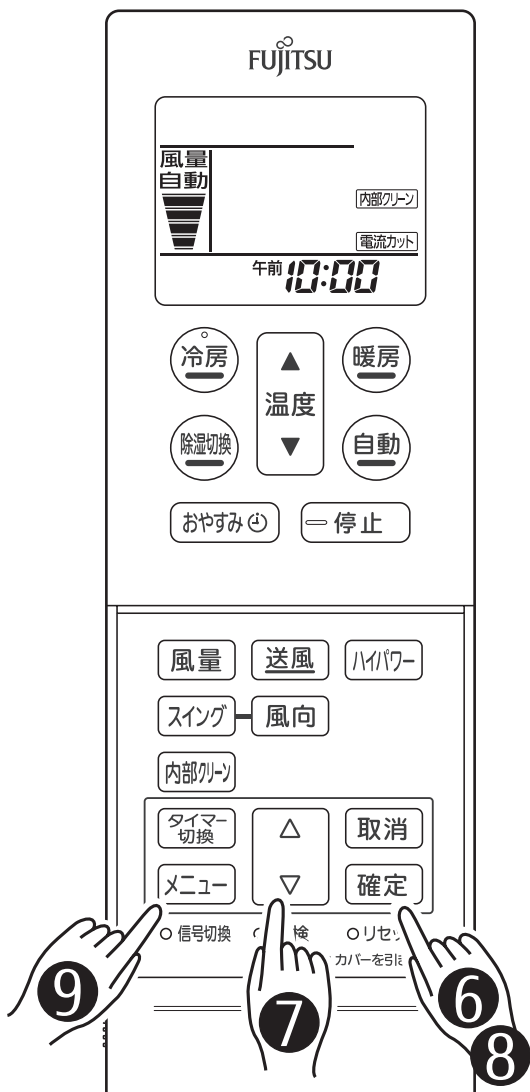 FUJITSU
風量
自動
内部クリーン
電流カット
午前 10:00
冷房
▲
温度
▼
暖房
除湿切換
自動
おやすみ
停止
風量 送風 ハイパワー
スイング 風向
内部クリーン
タイマー
切換
△
取消
メニュー
▽
確定
信号切換 検 リセッ
カバーを引
9
7
6
8